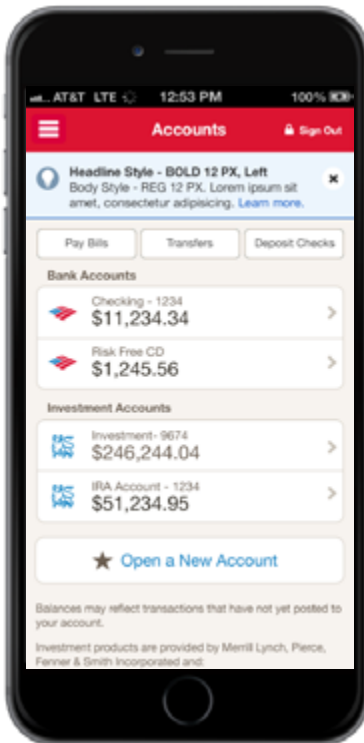 AT&T LTE 12:53 PM 100%
Accounts Sign Out
Headline Style - BOLD 12 PX, Left
Body Style - REG 12 PX. Lorem ipsum sit
amet, consectetur adipisicing. Learn more.
Pay Bills Transfers Deposit Checks
Bank Accounts
Checking - 1234
$11,234.34
Risk Free CD
$1,245.56
Investment Accounts
Investment- 9674
$246,244.04
IRA Account - 1234
$51,234.95
Open a New Account
Balances may reflect transactions that have not yet posted to
your account.
Investment products are provided by Merrill Lynch, Pierce,
Fenner & Smith Incorporated and: